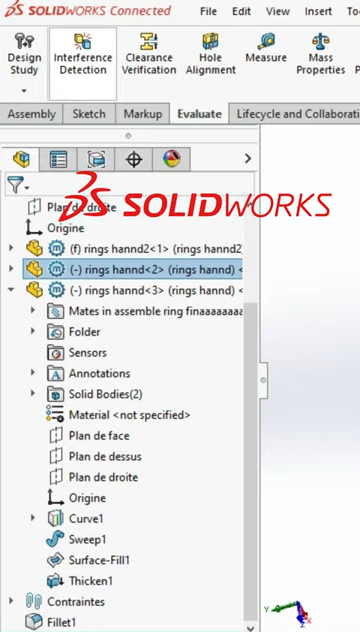 SOLIDWORKS Connected
File Edit View Insert To
Design Study
Interference Detection
Clearance Verification
Hole Alignment
Measure
Mass Properties
Assembly Sketch Markup Evaluate Lifecycle and Collaborati
SOLIDWORKS
Plan de droite
Origine
(f) rings hannd2<1> (rings hannd2
(-) rings hannd<2> (rings hannd) <
(-) rings hannd<3> (rings hannd) <
Mates in assemble ring finaaaaaaa
Folder
Sensors
Annotations
Solid Bodies(2)
Material <not specified>
Plan de face
Plan de dessus
Plan de droite
Origine
Curve1
Sweep1
Surface-Fill1
Thicken1
Contraintes
Fillet1
Y
Z
X